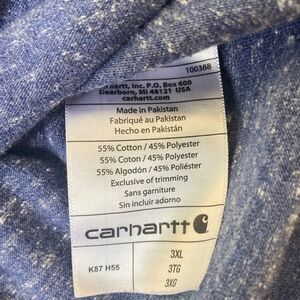 100388
Inc. P.O. Box 600
Dearborn, MI 48121 USA
carhartt.com
Made in Pakistan
Fabriqué au Pakistan
Hecho en Pakistán
55% Cotton / 45% Polyester
55% Coton / 45% Polyester
55% Algodón / 45% Poliéster
Exclusive of trimming
Sans garniture
Sin incluir adorno
carhartt
K87 H55
3XL
3TG
3XG